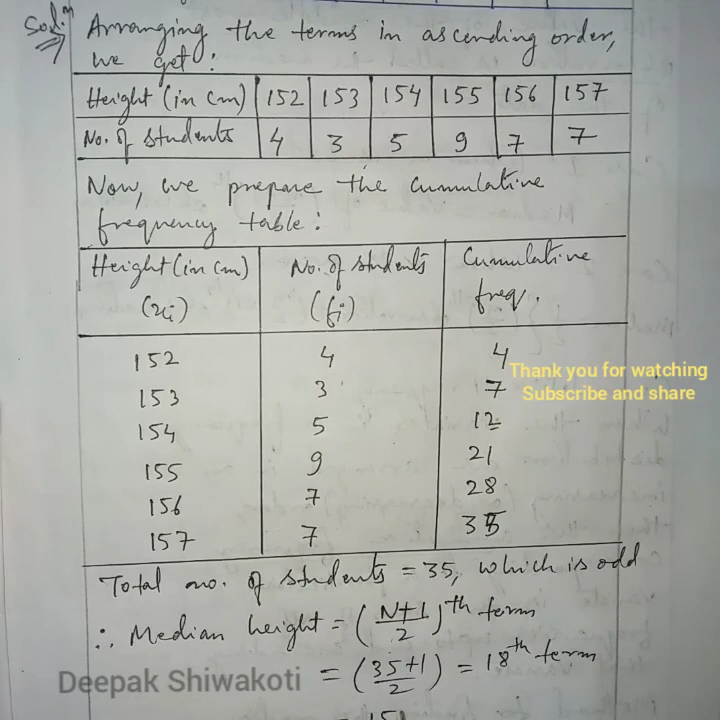 Sol.ⁿ Arranging the terms in ascending order,
we get:
Height (in cm) 152 153 154 155 156 157
No. of students 4 3 5 9 7 7
Now, we prepare the cumulative
frequency table:
Height (in cm) (xi) No. of students (fi) Cumulative freq.
152 4 4
153 3 7
154 5 12
155 9 21
156 7 28
157 7 35
Thank you for watching
Subscribe and share
Total no. of students = 35, which is odd
∴ Median height = (N+1/2)th term
= (35+1/2) = 18th term
Deepak Shiwakoti